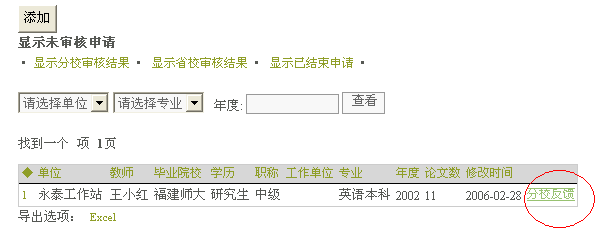 添加
显示未审核申请
• 显示分校审核结果 • 显示省校审核结果 • 显示已结束申请 •
请选择单位 请选择专业 年度: 查看
找到一个 项 1页
◆ 单位 教师 毕业院校 学历 职称 工作单位 专业 年度 论文数 修改时间
1 永泰工作站 王小红 福建师大 研究生 中级 英语本科 2002 11 2006-02-28 分校反馈
导出选项: Excel